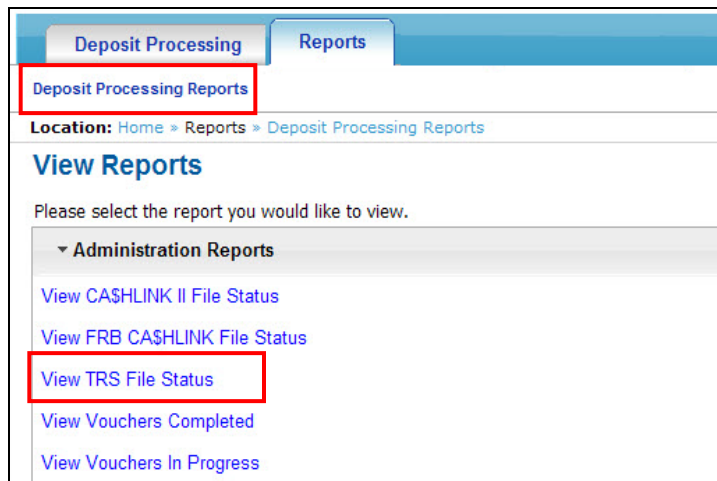 Deposit Processing Reports
Deposit Processing Reports
Location: Home » Reports » Deposit Processing Reports
View Reports
Please select the report you would like to view.
Administration Reports
View CA$HLINK II File Status
View FRB CA$HLINK File Status
View TRS File Status
View Vouchers Completed
View Vouchers In Progress